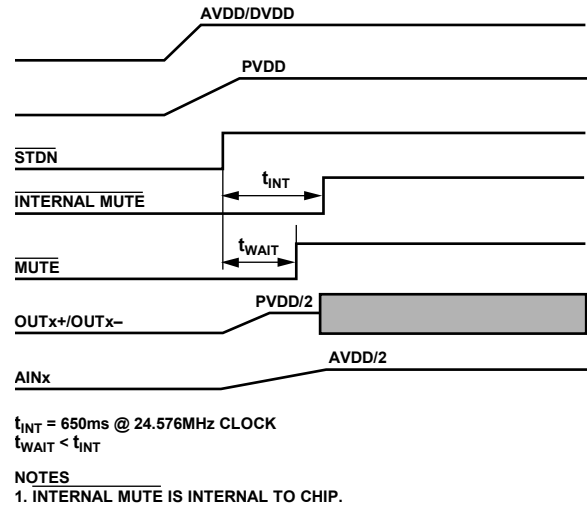 AVDD/DVDD
PVDD
STDN
tINT
INTERNAL MUTE
tWAIT
MUTE
PVDD/2
OUTx+/OUTx–
AVDD/2
AINx
tINT = 650ms @ 24.576MHz CLOCK
tWAIT < tINT
NOTES
1. INTERNAL MUTE IS INTERNAL TO CHIP.